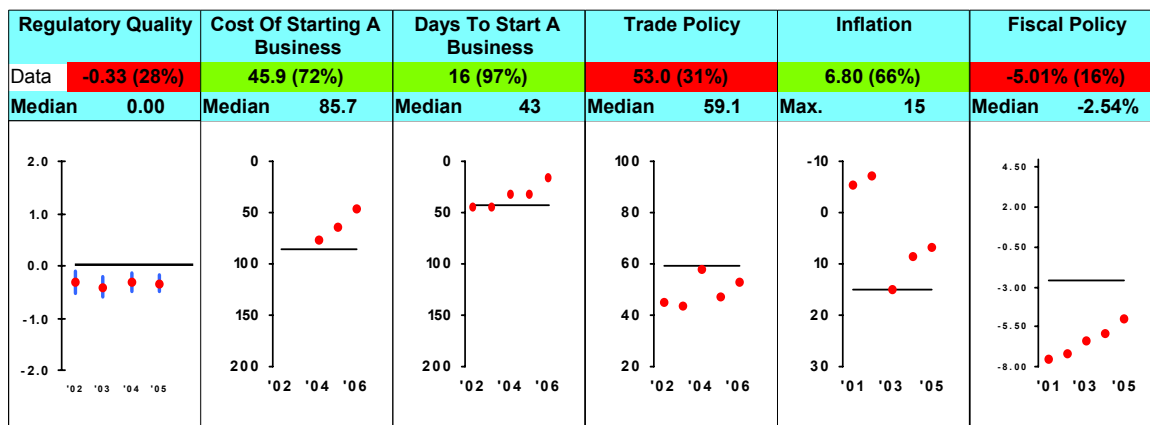 Regulatory Quality
Data -0.33 (28%)
Median 0.00
2.0
1.0
0.0
-1.0
-2.0
'02 '03 '04 '05
Cost Of Starting A
Business
45.9 (72%)
Median 85.7
0
50
100
150
200
'02 '04 '06
Days To Start A
Business
16 (97%)
Median 43
0
50
100
150
200
'02 '04 '06
Trade Policy
53.0 (31%)
Median 59.1
100
80
60
40
20
'02 '04 '06
Inflation
6.80 (66%)
Max. 15
-10
0
10
15
30
'01 '03 '05
Fiscal Policy
-5.01% (16%)
Median -2.54%
4.50
2.00
-0.50
-3.00
-5.50
-8.00
'01 '03 '05